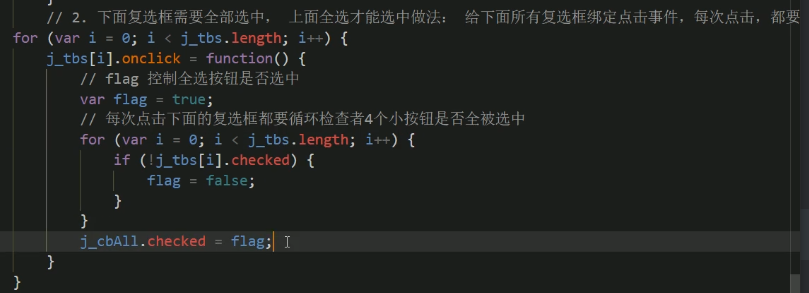 }
// 2. 下面复选框需要全部选中， 上面全选才能选中做法： 给下面所有复选框绑定点击事件，每次点击，都要
for (var i = 0; i < j_tbs.length; i++) {
j_tbs[i].onclick = function() {
// flag 控制全选按钮是否选中
var flag = true;
// 每次点击下面的复选框都要循环检查者4个小按钮是否全被选中
for (var i = 0; i < j_tbs.length; i++) {
if (!j_tbs[i].checked) {
flag = false;
}
}
j_cbAll.checked = flag;
}
}